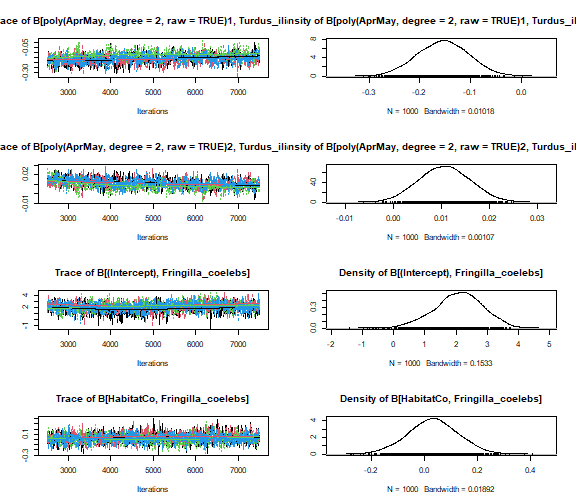 ace of B[poly(AprMay, degree = 2, raw = TRUE)1, Turdus_ilinsity of B[poly(AprMay, degree = 2, raw = TRUE)1, Turdus_il
-0.30 -0.05
3000 4000 5000 6000 7000
Iterations
0 4 8
-0.3 -0.2 -0.1 0.0
N = 1000 Bandwidth = 0.01018
ace of B[poly(AprMay, degree = 2, raw = TRUE)2, Turdus_ilinsity of B[poly(AprMay, degree = 2, raw = TRUE)2, Turdus_il
-0.01 0.02
3000 4000 5000 6000 7000
Iterations
0 40
-0.01 0.00 0.01 0.02 0.03
N = 1000 Bandwidth = 0.00107
Trace of B[(Intercept), Fringilla_coelebs]
-1 2 4
3000 4000 5000 6000 7000
Iterations
Density of B[(Intercept), Fringilla_coelebs]
0.0 0.3
-2 -1 0 1 2 3 4 5
N = 1000 Bandwidth = 0.1533
Trace of B[HabitatCo, Fringilla_coelebs]
-0.3 0.1
3000 4000 5000 6000 7000
Iterations
Density of B[HabitatCo, Fringilla_coelebs]
0 2 4
-0.2 0.0 0.2 0.4
N = 1000 Bandwidth = 0.01892